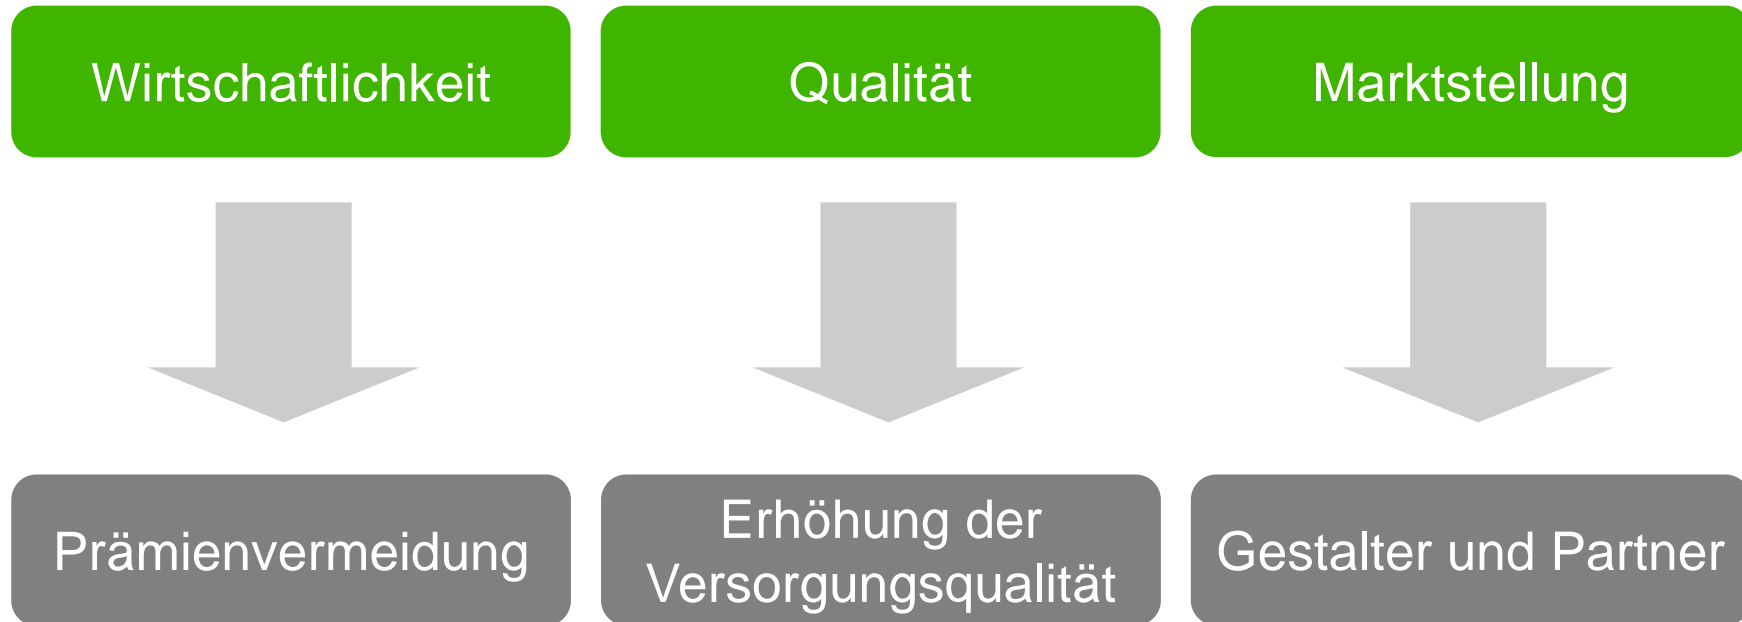 Wirtschaftlichkeit
Qualität
Marktstellung
Prämienvermeidung
Erhöhung der
Versorgungsqualität
Gestalter und Partner